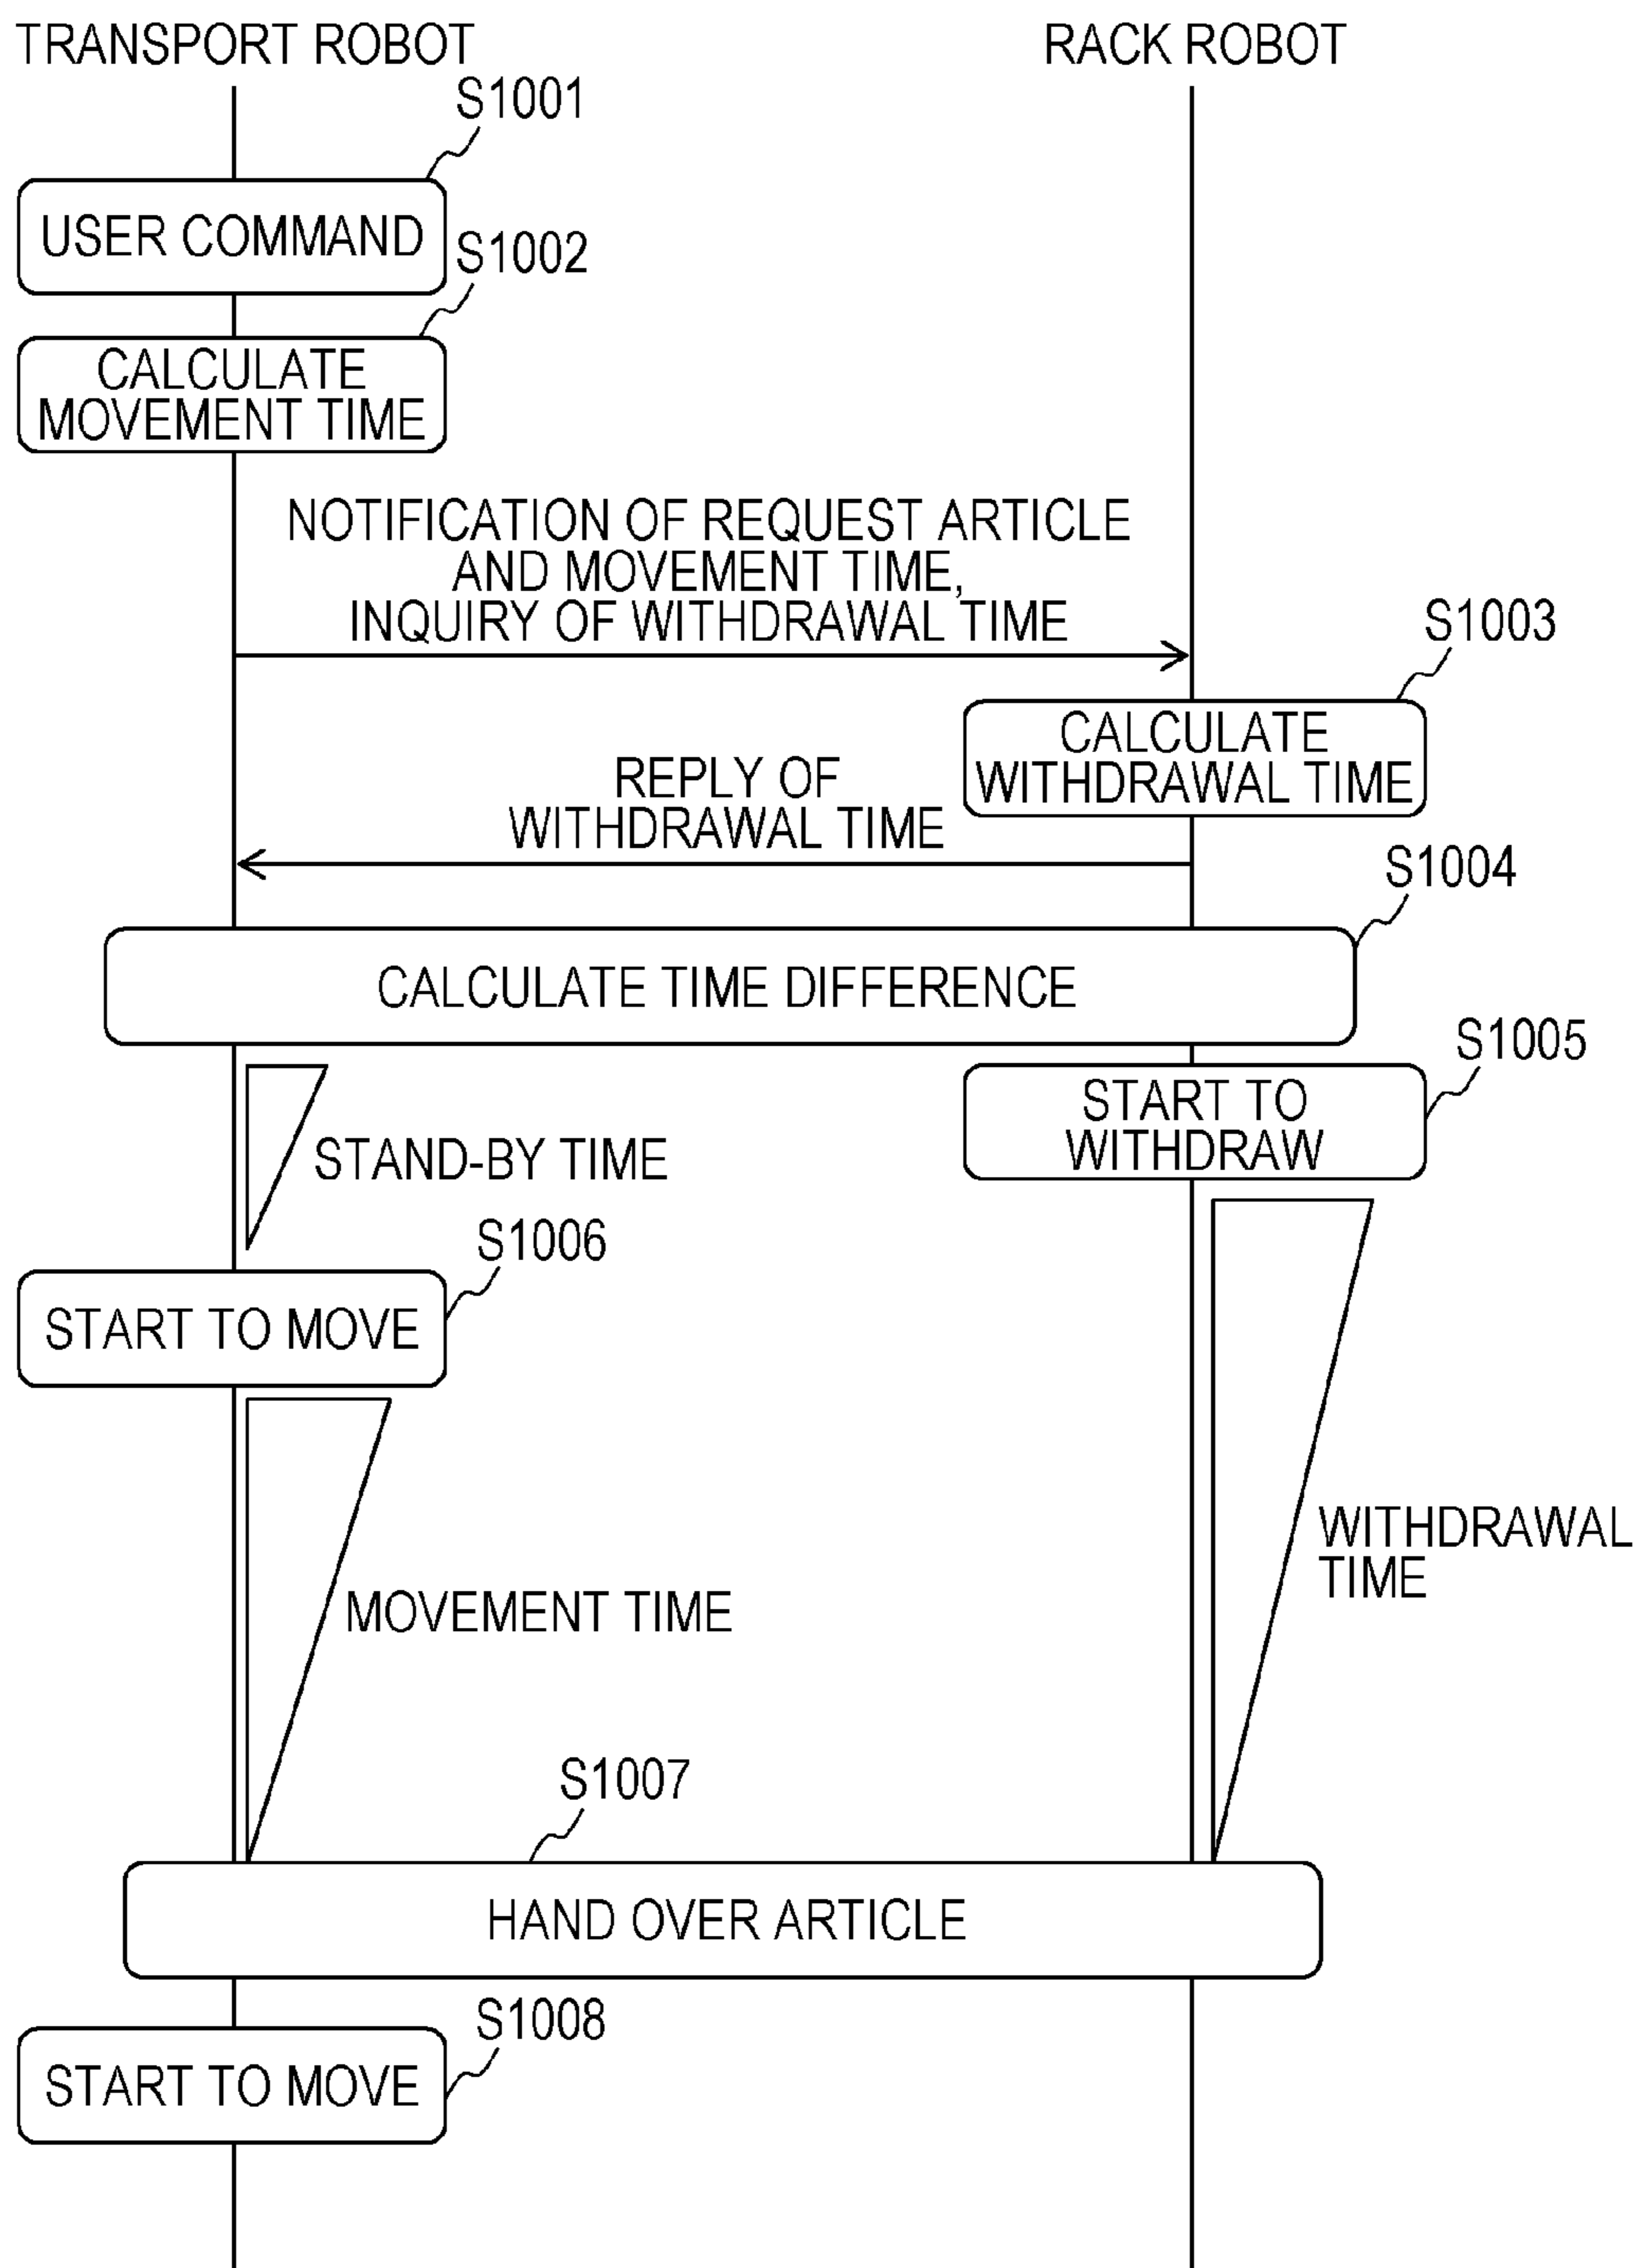 TRANSPORT ROBOT
RACK ROBOT
S1001
USER COMMAND
S1002
CALCULATE
MOVEMENT TIME
NOTIFICATION OF REQUEST ARTICLE
AND MOVEMENT TIME,
INQUIRY OF WITHDRAWAL TIME
S1003
CALCULATE
WITHDRAWAL TIME
REPLY OF
WITHDRAWAL TIME
S1004
CALCULATE TIME DIFFERENCE
S1005
START TO
WITHDRAW
STAND-BY TIME
S1006
START TO MOVE
WITHDRAWAL
TIME
MOVEMENT TIME
S1007
HAND OVER ARTICLE
S1008
START TO MOVE